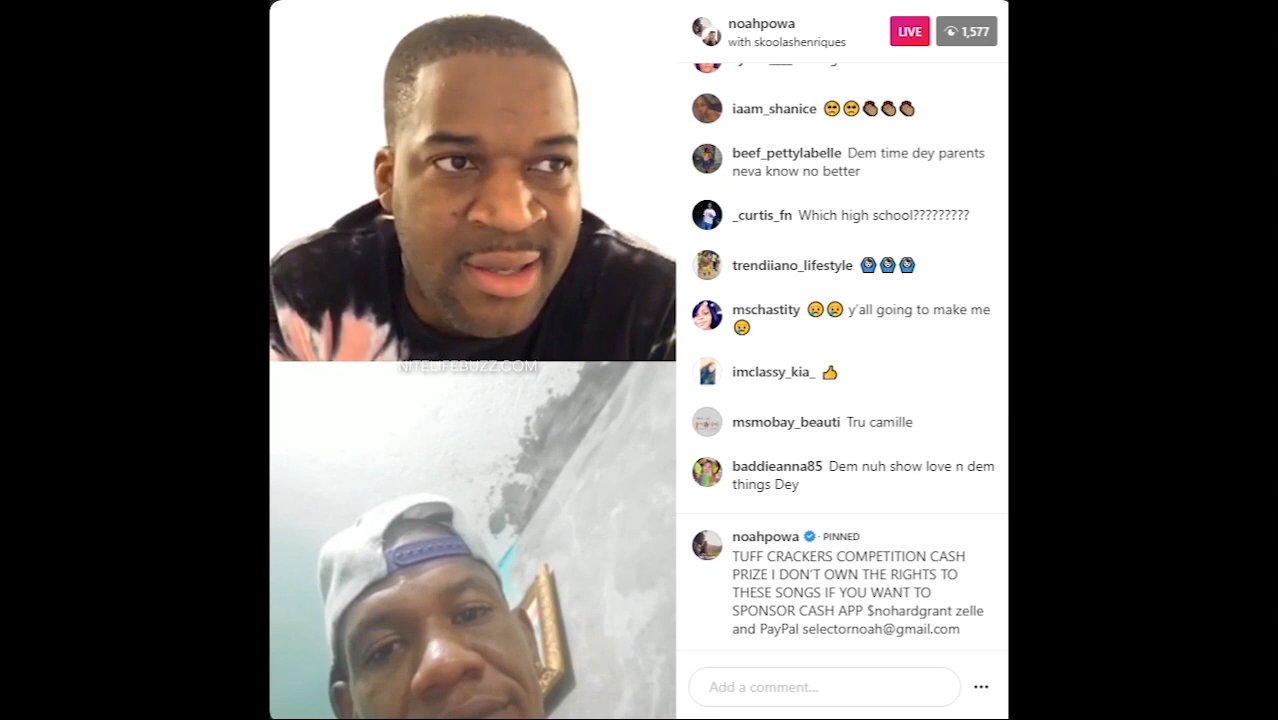 noahpowa
with skoolashenriques
LIVE
1,577
iaam_shanice 🥺🥺👏🏽👏🏽👏🏽
beef_pettylabelle Dem time dey parents
neva know no better
_curtis_fn Which high school?????????
trendiiano_lifestyle 🙆🏻🙆🏻🙆🏻
mschastity 😢😢 y'all going to make me
😢
imclassy_kia_ 👍
msmobay_beauti Tru camille
baddieanna85 Dem nuh show love n dem
things Dey
noahpowa · PINNED
TUFF CRACKERS COMPETITION CASH
PRIZE I DON'T OWN THE RIGHTS TO
THESE SONGS IF YOU WANT TO
SPONSOR CASH APP $nohardgrant zelle
and PayPal selectornoah@gmail.com
Add a comment...
NITELIFEBUZZ.COM